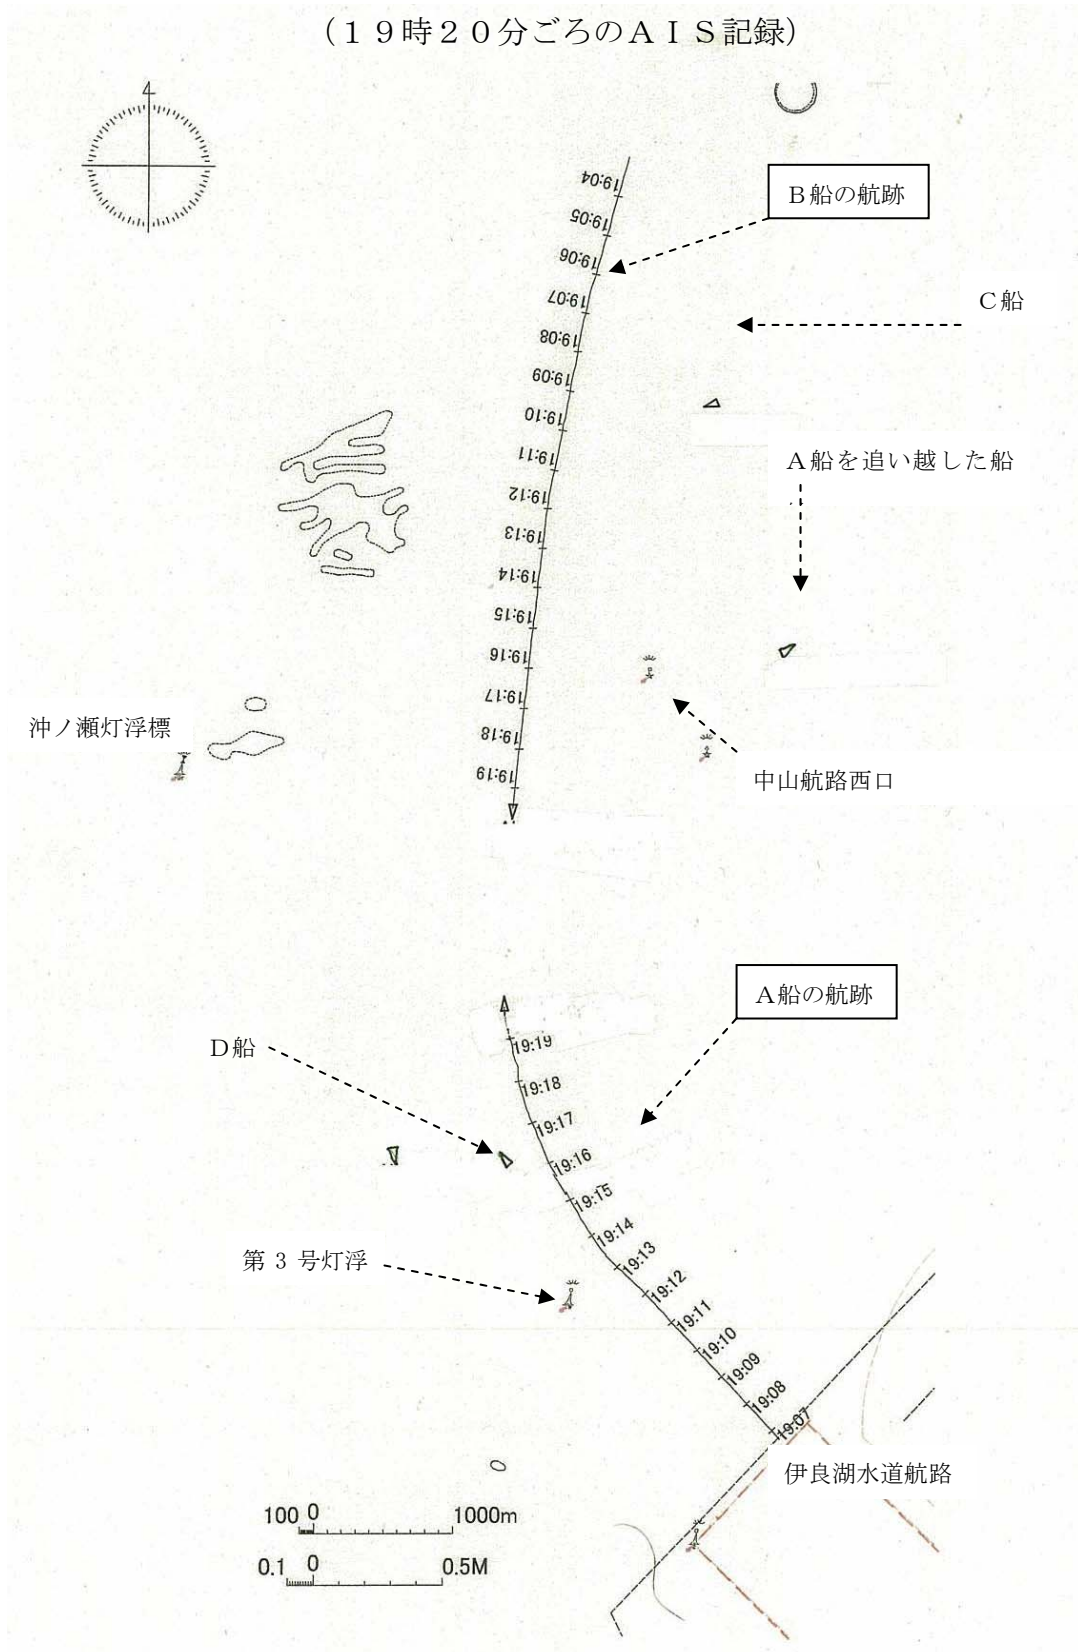 （１９時２０分ごろのＡＩＳ記録）
19:04
Ｂ船の航跡
19:05
19:06
19:07
Ｃ船
19:08
19:09
19:10
19:11
Ａ船を追い越した船
19:12
19:13
19:14
19:15
19:16
19:17
沖ノ瀬灯浮標
19:18
19:19
中山航路西口
Ａ船の航跡
Ｄ船
19:19
19:18
19:17
19:16
19:15
19:14
第 3 号灯浮
19:13
19:12
19:11
19:10
19:09
19:08
19:07
伊良湖水道航路
100 0 1000m
0.1 0 0.5M